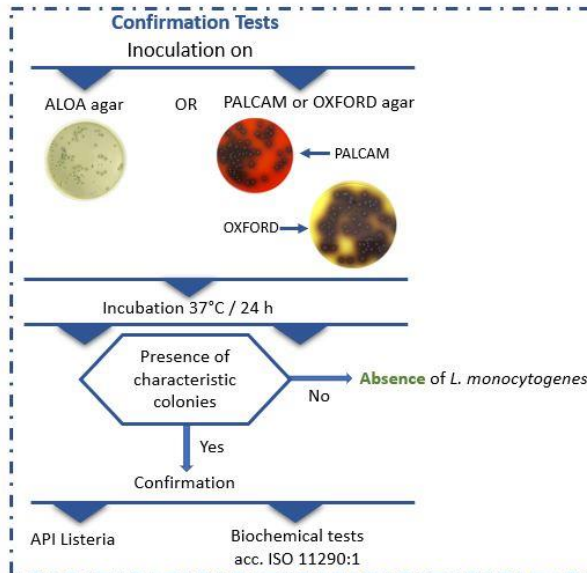 Confirmation Tests
Inoculation on
ALOA agar
OR
PALCAM or OXFORD agar
PALCAM
OXFORD
Incubation 37°C / 24 h
Presence of
characteristic
colonies
No
Absence of L. monocytogenes
Yes
Confirmation
API Listeria
Biochemical tests
acc. ISO 11290:1